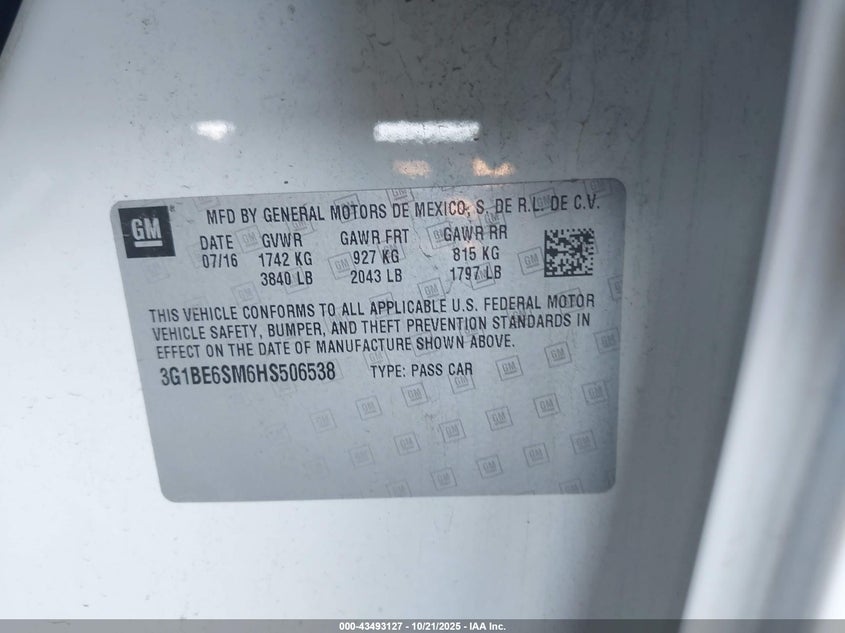 GM
MFD BY GENERAL MOTORS DE MEXICO, S. DE R.L. DE C.V.
DATE GVWR GAWR FRT GAWR RR
07/16 1742 KG 927 KG 815 KG
3840 LB 2043 LB 1797 LB
THIS VEHICLE CONFORMS TO ALL APPLICABLE U.S. FEDERAL MOTOR
VEHICLE SAFETY, BUMPER, AND THEFT PREVENTION STANDARDS IN
EFFECT ON THE DATE OF MANUFACTURE SHOWN ABOVE.
3G1BE6SM6HS506538 TYPE: PASS CAR
000-43493127 - 10/21/2025 - IAA Inc.